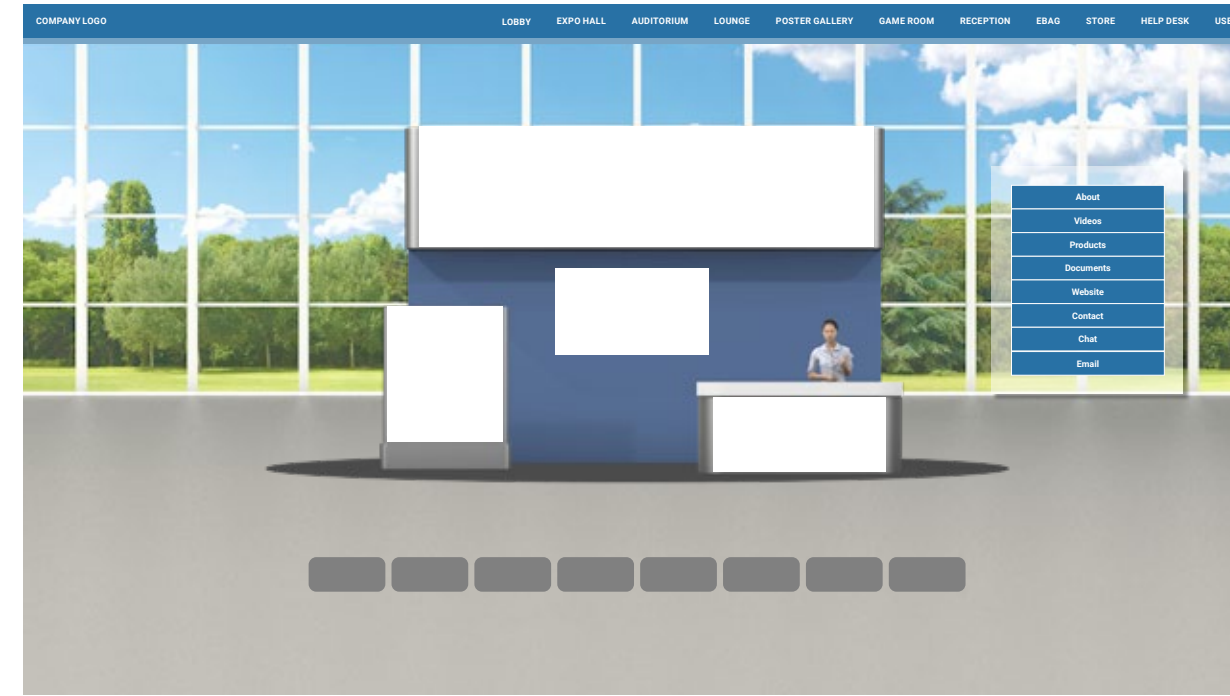 COMPANY LOGO
LOBBY EXPO HALL AUDITORIUM LOUNGE POSTER GALLERY GAME ROOM RECEPTION EBAG STORE HELP DESK
About
Videos
Products
Documents
Website
Contact
Chat
Email